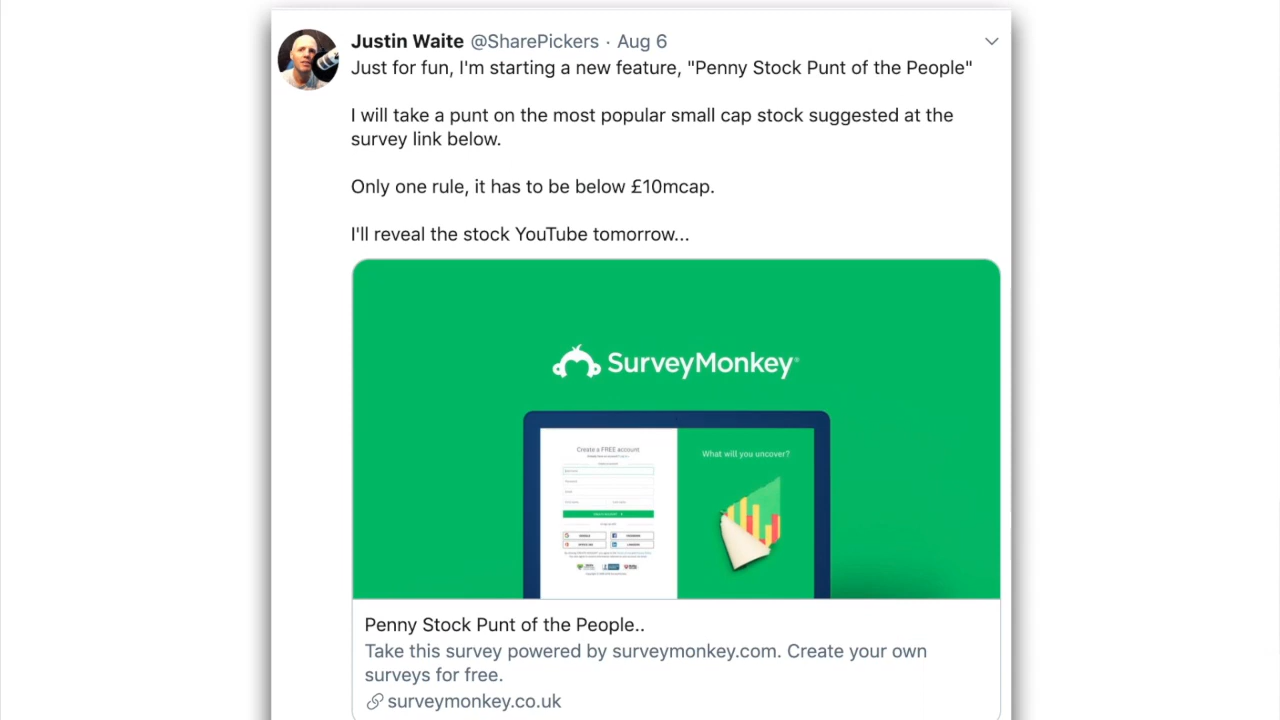 Justin Waite @SharePickers · Aug 6
Just for fun, I'm starting a new feature, "Penny Stock Punt of the People"
I will take a punt on the most popular small cap stock suggested at the
survey link below.
Only one rule, it has to be below £10mcap.
I'll reveal the stock YouTube tomorrow...
SurveyMonkey®
Create a FREE account
What will you uncover?
Penny Stock Punt of the People..
Take this survey powered by surveymonkey.com. Create your own
surveys for free.
surveymonkey.co.uk